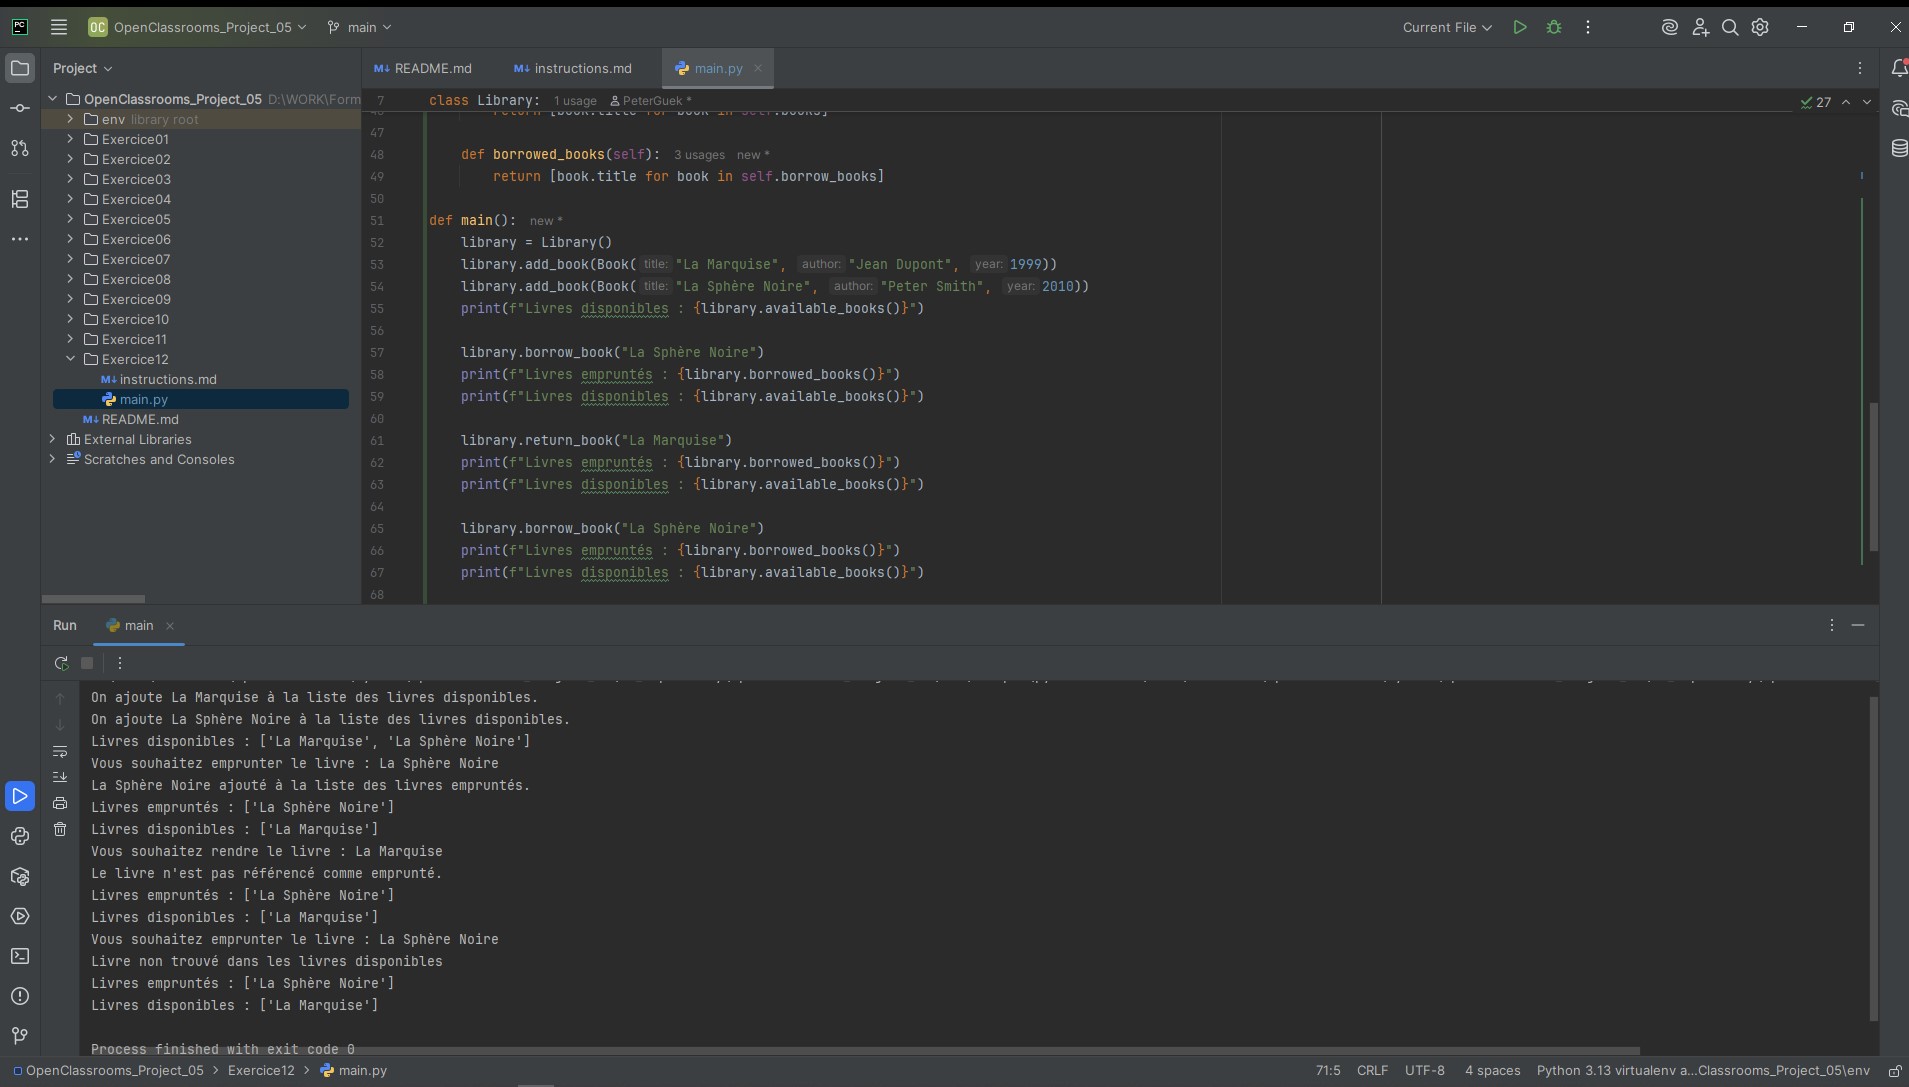 PC
OC OpenClassrooms_Project_05 main Current File
Project
OpenClassrooms_Project_05 D:\WORK\Form
env library root
Exercice01
Exercice02
Exercice03
Exercice04
Exercice05
Exercice06
Exercice07
Exercice08
Exercice09
Exercice10
Exercice11
Exercice12
M↓ instructions.md
main.py
M↓ README.md
External Libraries
Scratches and Consoles
M↓ README.md M↓ instructions.md main.py
7 class Library: 1 usage PeterGuek * 27
46 return [book.title for book in self.books]
47
48 def borrowed_books(self): 3 usages new *
49 return [book.title for book in self.borrow_books]
50
51 def main(): new *
52 library = Library()
53 library.add_book(Book( title: "La Marquise", author: "Jean Dupont", year: 1999))
54 library.add_book(Book( title: "La Sphère Noire", author: "Peter Smith", year: 2010))
55 print(f"Livres disponibles : {library.available_books()}")
56
57 library.borrow_book("La Sphère Noire")
58 print(f"Livres empruntés : {library.borrowed_books()}")
59 print(f"Livres disponibles : {library.available_books()}")
60
61 library.return_book("La Marquise")
62 print(f"Livres empruntés : {library.borrowed_books()}")
63 print(f"Livres disponibles : {library.available_books()}")
64
65 library.borrow_book("La Sphère Noire")
66 print(f"Livres empruntés : {library.borrowed_books()}")
67 print(f"Livres disponibles : {library.available_books()}")
68
Run main
On ajoute La Marquise à la liste des livres disponibles.
On ajoute La Sphère Noire à la liste des livres disponibles.
Livres disponibles : ['La Marquise', 'La Sphère Noire']
Vous souhaitez emprunter le livre : La Sphère Noire
La Sphère Noire ajouté à la liste des livres empruntés.
Livres empruntés : ['La Sphère Noire']
Livres disponibles : ['La Marquise']
Vous souhaitez rendre le livre : La Marquise
Le livre n'est pas référencé comme emprunté.
Livres empruntés : ['La Sphère Noire']
Livres disponibles : ['La Marquise']
Vous souhaitez emprunter le livre : La Sphère Noire
Livre non trouvé dans les livres disponibles
Livres empruntés : ['La Sphère Noire']
Livres disponibles : ['La Marquise']
Process finished with exit code 0
OpenClassrooms_Project_05 > Exercice12 > main.py 71:5 CRLF UTF-8 4 spaces Python 3.13 virtualenv a...Classrooms_Project_05\env